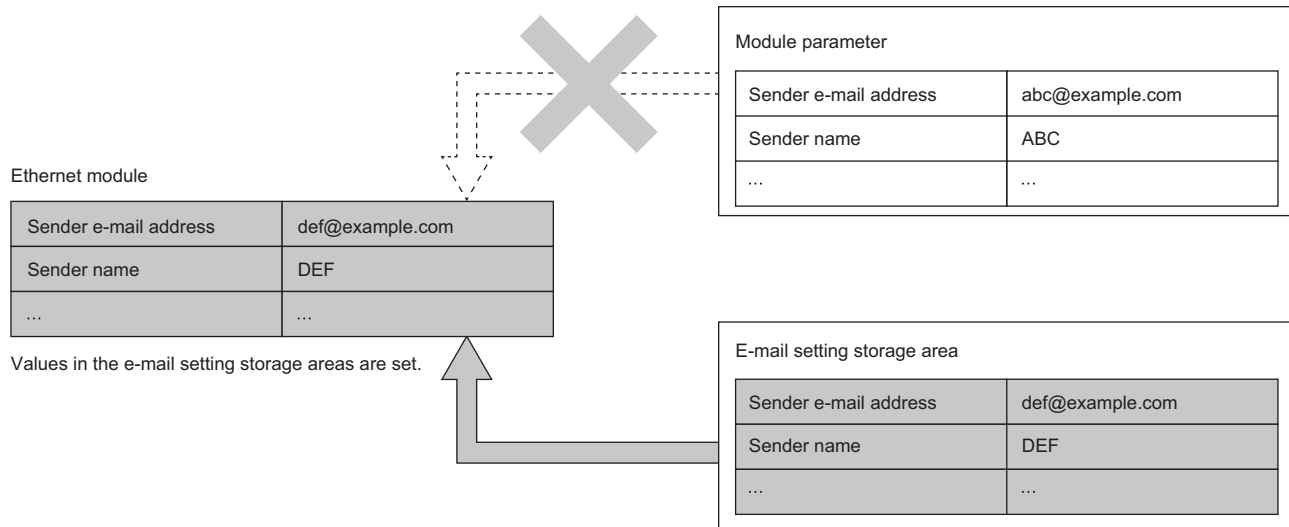 Module parameter
Sender e-mail address abc@example.com
Sender name ABC
... ...
Ethernet module
Sender e-mail address def@example.com
Sender name DEF
... ...
Values in the e-mail setting storage areas are set.
E-mail setting storage area
Sender e-mail address def@example.com
Sender name DEF
... ...